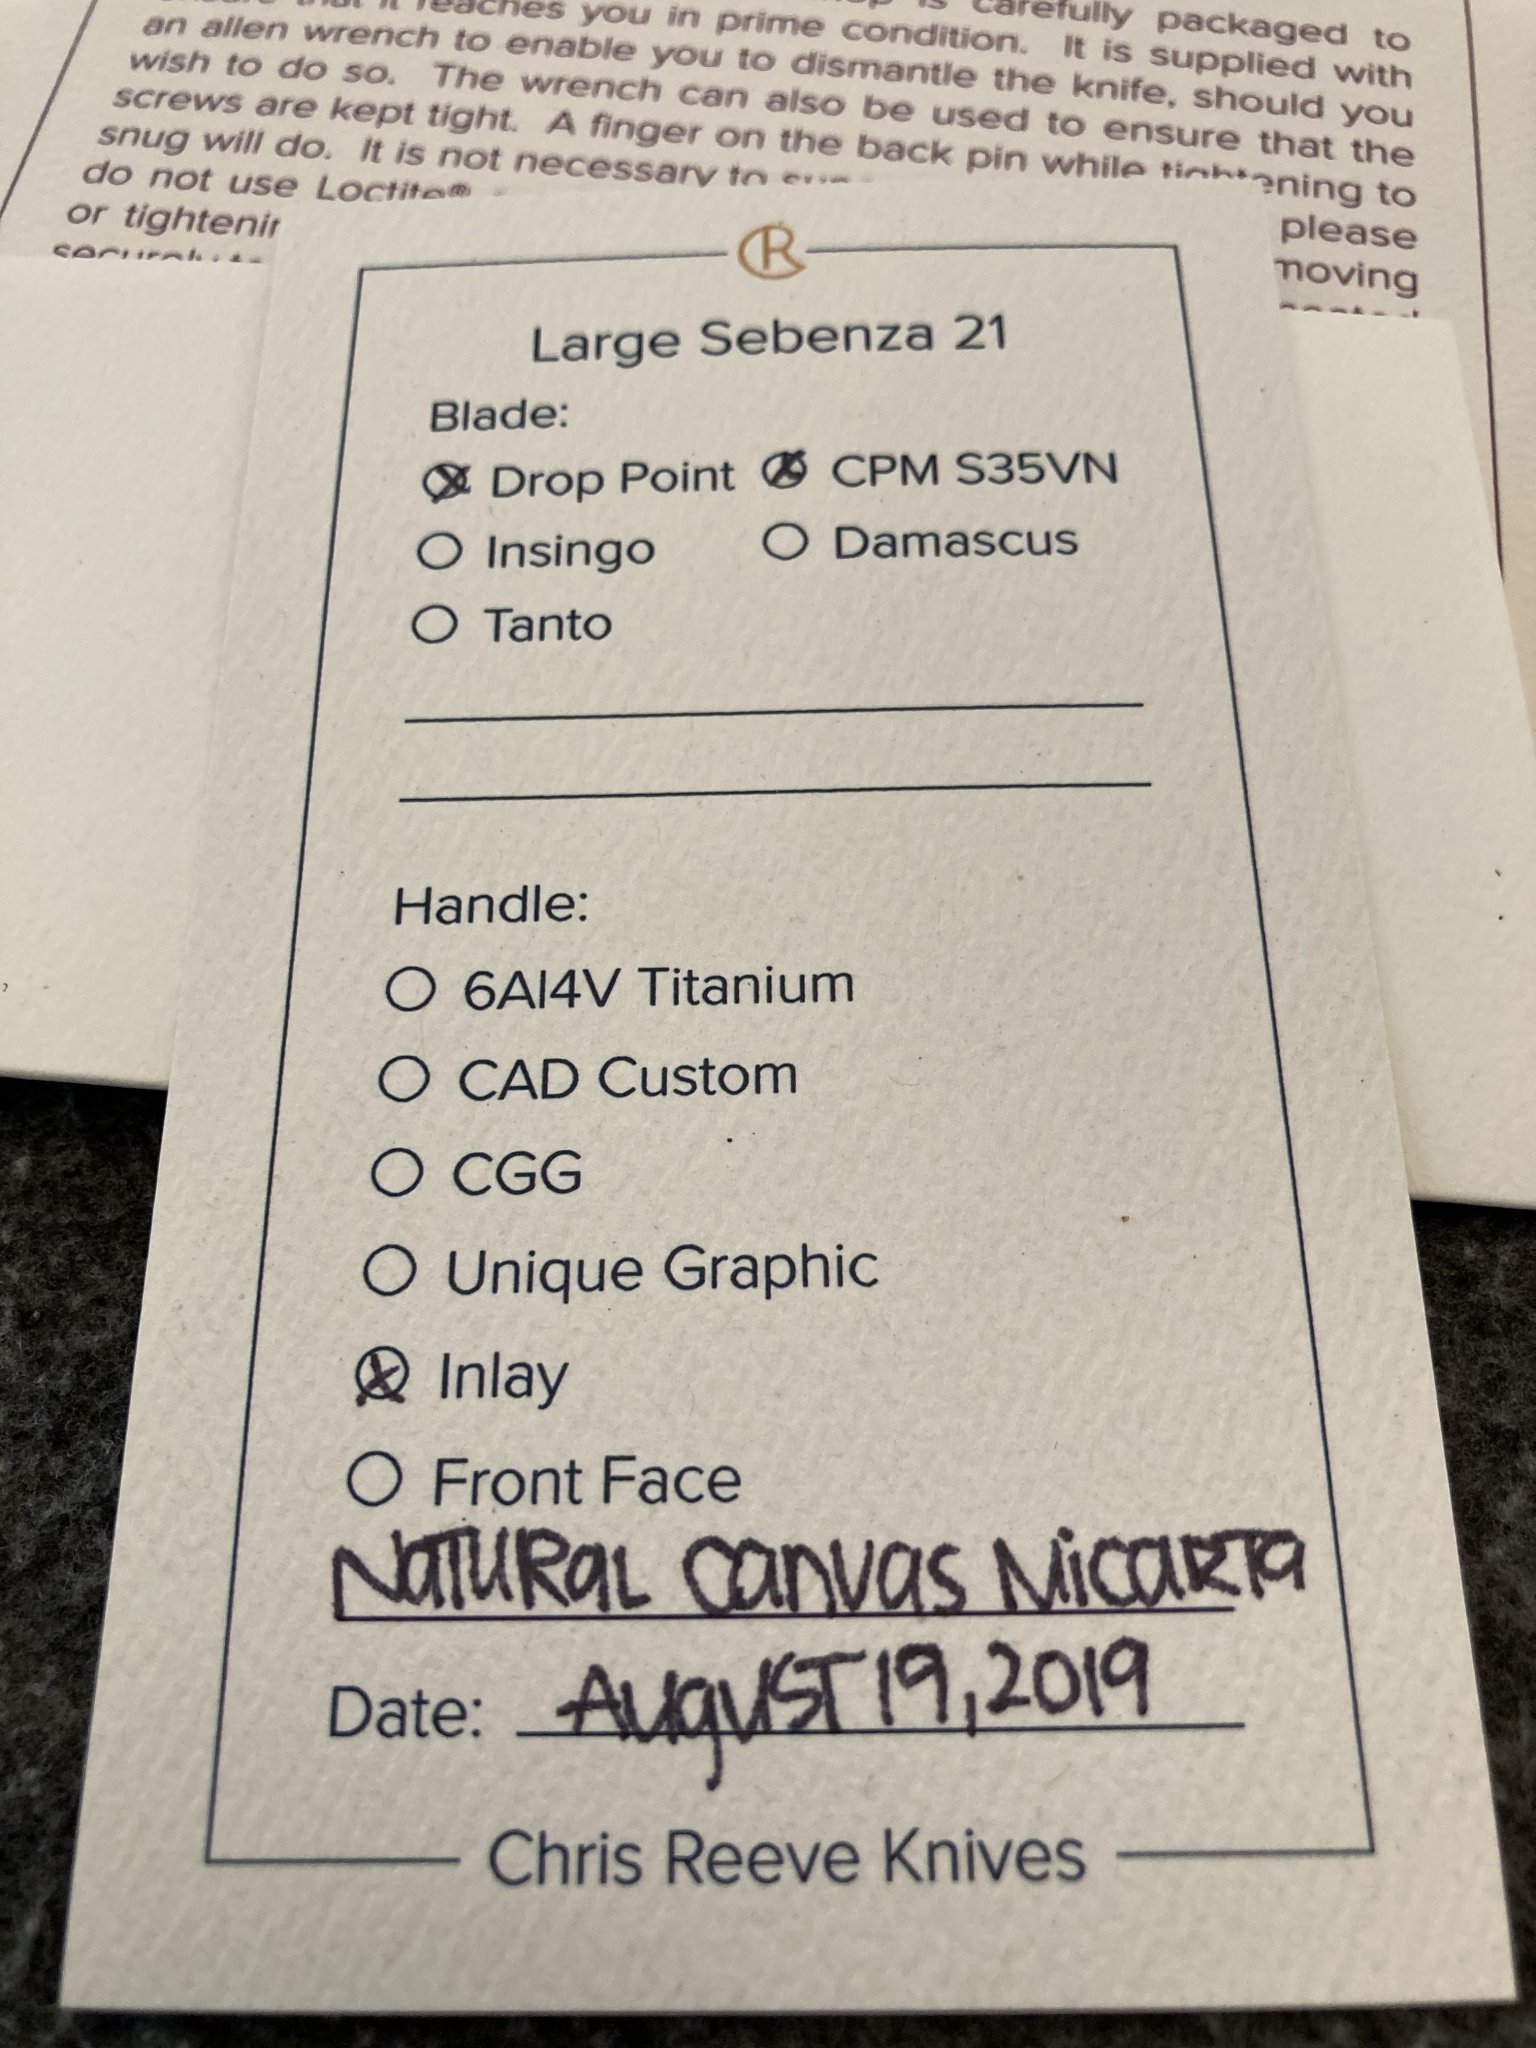 carefully packaged to
that it reaches you in prime condition. It is supplied with
an allen wrench to enable you to dismantle the knife, should you
wish to do so. The wrench can also be used to ensure that the
screws are kept tight. A finger on the back pin while tightening to
snug will do. It is not necessary to
please
do not use Loctite®
moving
or
Large Sebenza 21
Blade:
Drop Point CPM S35VN
Insingo Damascus
Tanto
Handle:
6Al4V Titanium
CAD Custom
CGG
Unique Graphic
Inlay
Front Face
NATURAL CANVAS MICARTA
Date: AUGUST 19, 2019
Chris Reeve Knives